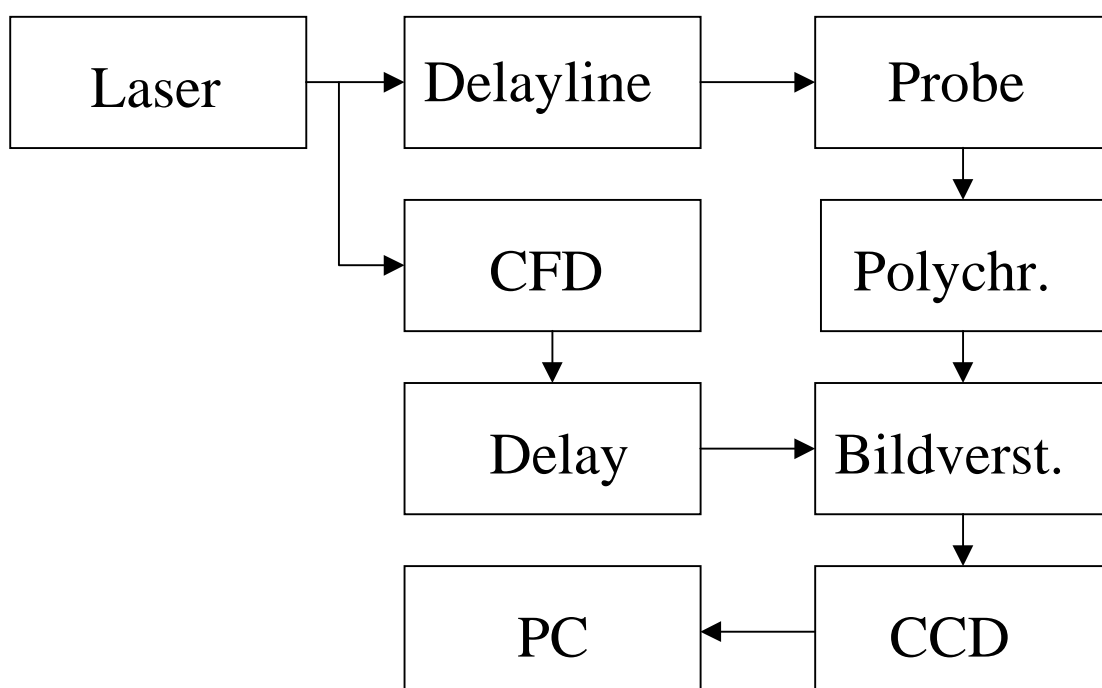 Laser
Delayline
Probe
CFD
Polychr.
Delay
Bildverst.
PC
CCD